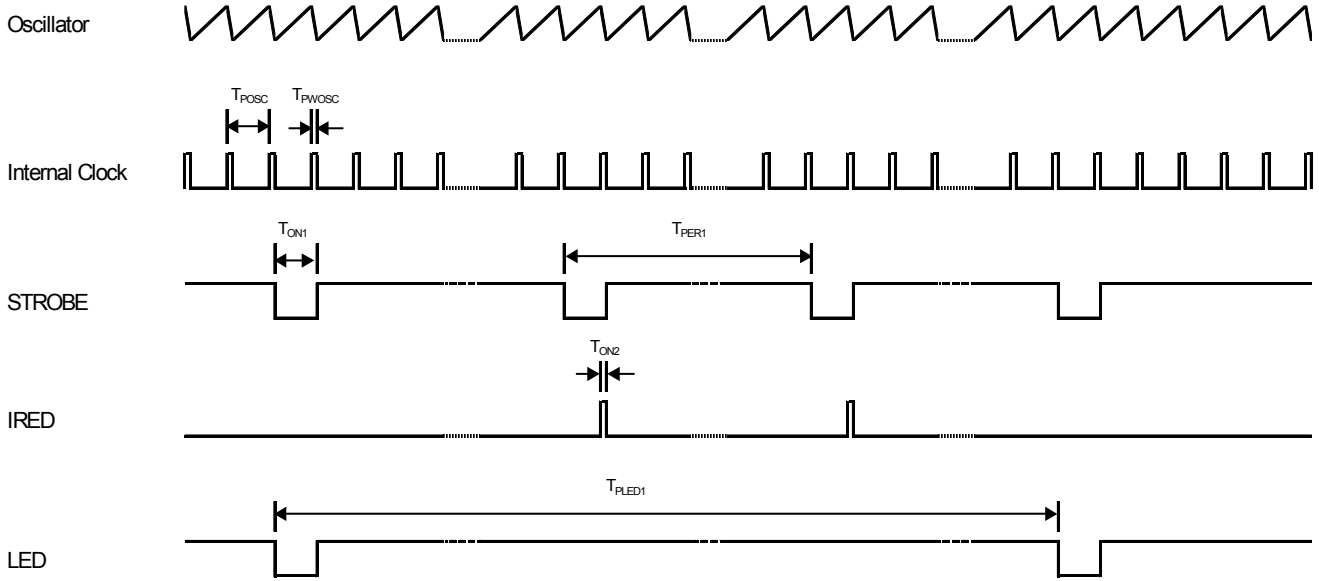 Oscillator
TPOSC TPWOSC
Internal Clock
TON1 TPER1
STROBE
TON2
IRED
TPLED1
LED